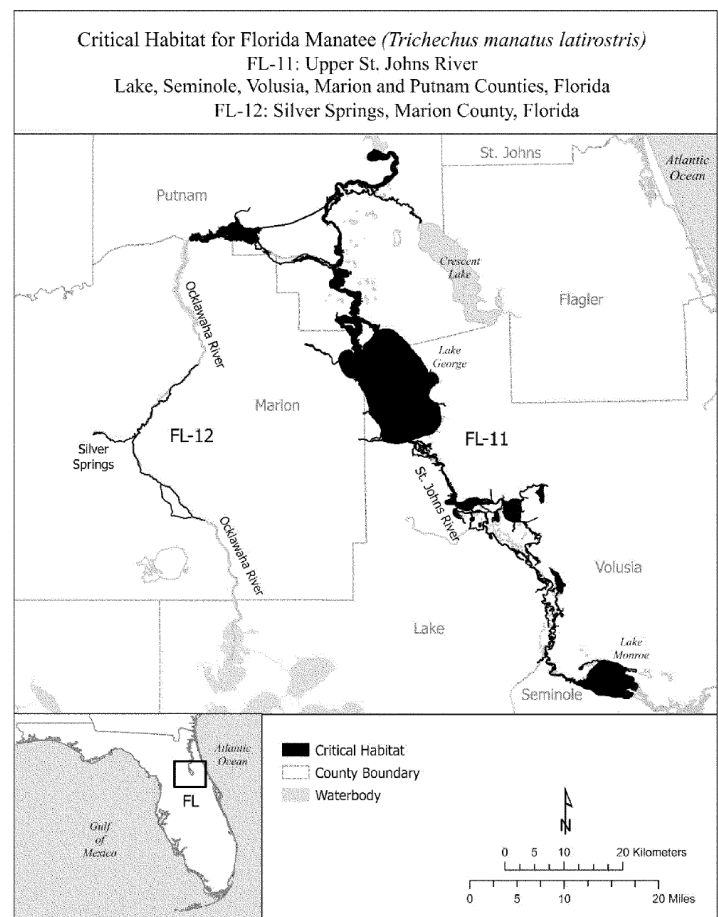 Critical Habitat for Florida Manatee (Trichechus manatus latirostris)
FL-11: Upper St. Johns River
Lake, Seminole, Volusia, Marion and Putnam Counties, Florida
FL-12: Silver Springs, Marion County, Florida
St. Johns
Atlantic
Ocean
Putnam
Crescent
Lake
Flagler
Ocklawaha River
Lake
George
Marion
FL-12
FL-11
Silver
Springs
St. Johns River
Ocklawaha River
Volusia
Lake
Lake
Monroe
Seminole
Atlantic
Ocean
FL
Gulf
of
Mexico
Critical Habitat
County Boundary
Waterbody
N
0 5 10 20 Kilometers
0 5 10 20 Miles